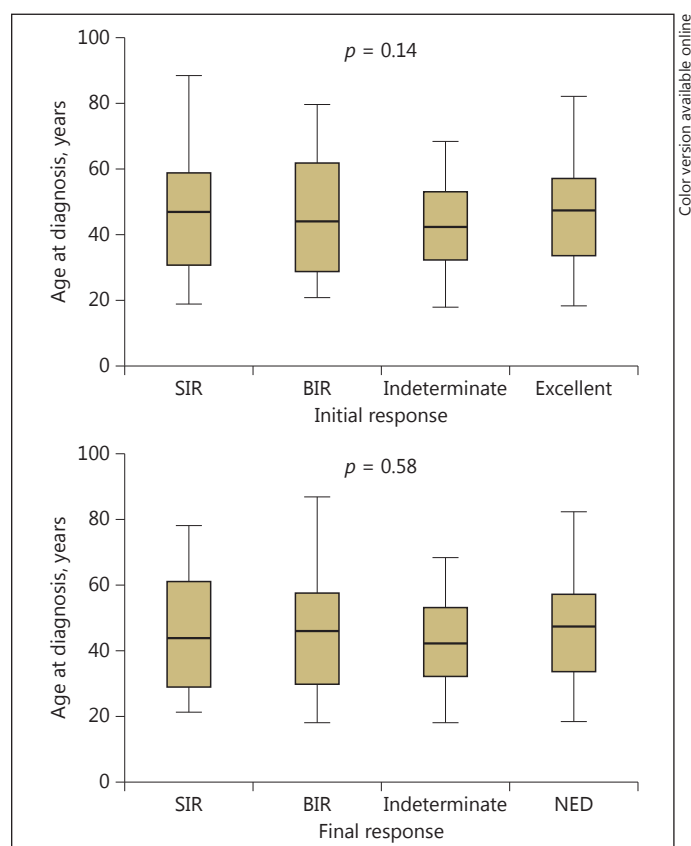 Color version available online
100
p = 0.14
80
60
40
20
0
Age at diagnosis, years
SIR BIR Indeterminate Excellent
Initial response
100
p = 0.58
80
60
40
20
0
Age at diagnosis, years
SIR BIR Indeterminate NED
Final response